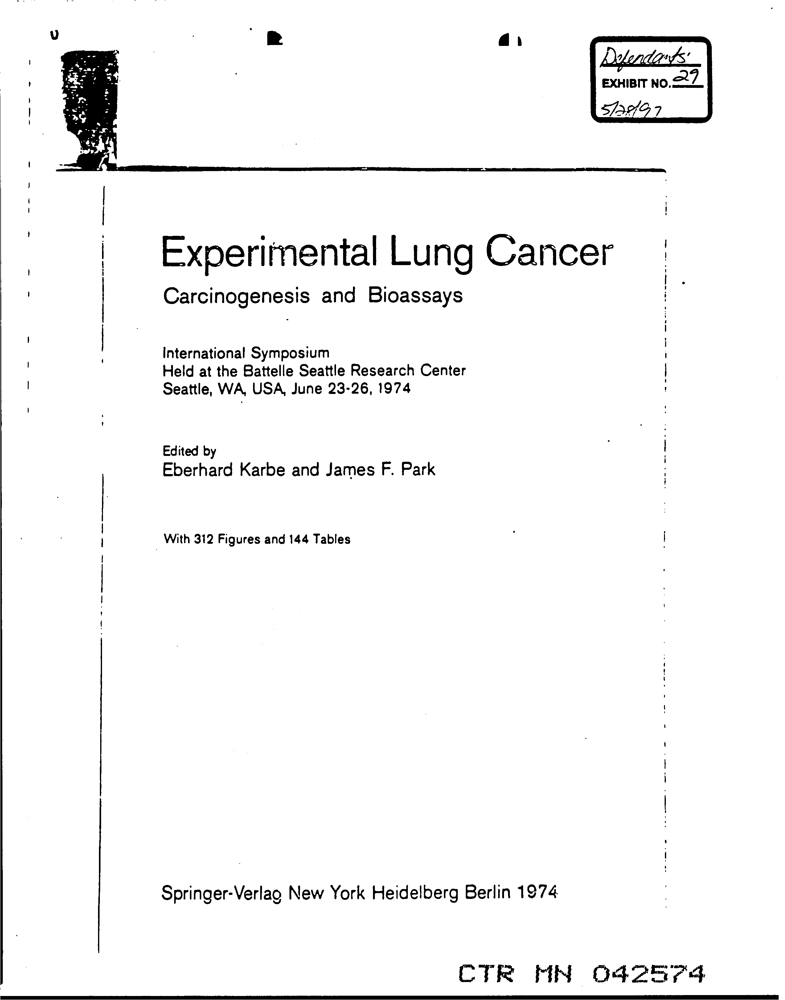 Defendants'
EXHIBIT NO. 29
5/28/97
Experimental Lung Cancer
Carcinogenesis and Bioassays
International Symposium
Held at the Battelle Seattle Research Center
Seattle, WA, USA, June 23-26, 1974
Edited by
Eberhard Karbe and James F. Park
With 312 Figures and 144 Tables
Springer-Verlag New York Heidelberg Berlin 1974
CTR MN 042574